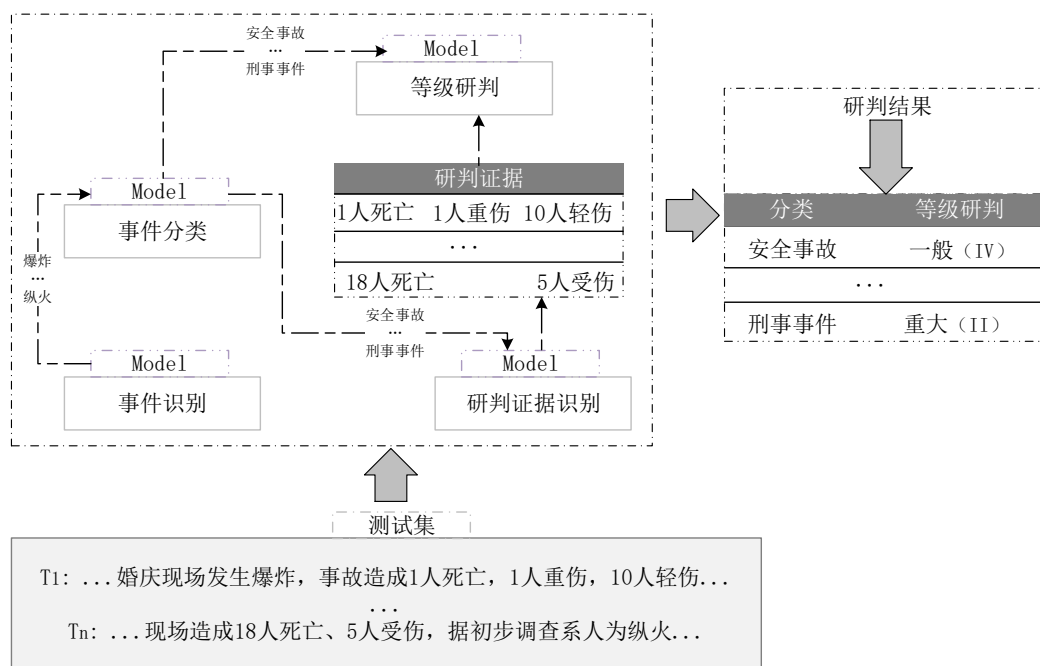 安全事故
...
刑事事件
Model
等级研判
研判证据
1人死亡 1人重伤 10人轻伤
...
18人死亡 5人受伤
Model
事件分类
爆炸
...
纵火
安全事故
...
刑事事件
Model
事件识别
Model
研判证据识别
研判结果
分类 等级研判
安全事故 一般(IV)
...
刑事事件 重大(II)
测试集
T1: ...婚庆现场发生爆炸，事故造成1人死亡，1人重伤，10人轻伤...
...
Tn: ...现场造成18人死亡、5人受伤，据初步调查系人为纵火...